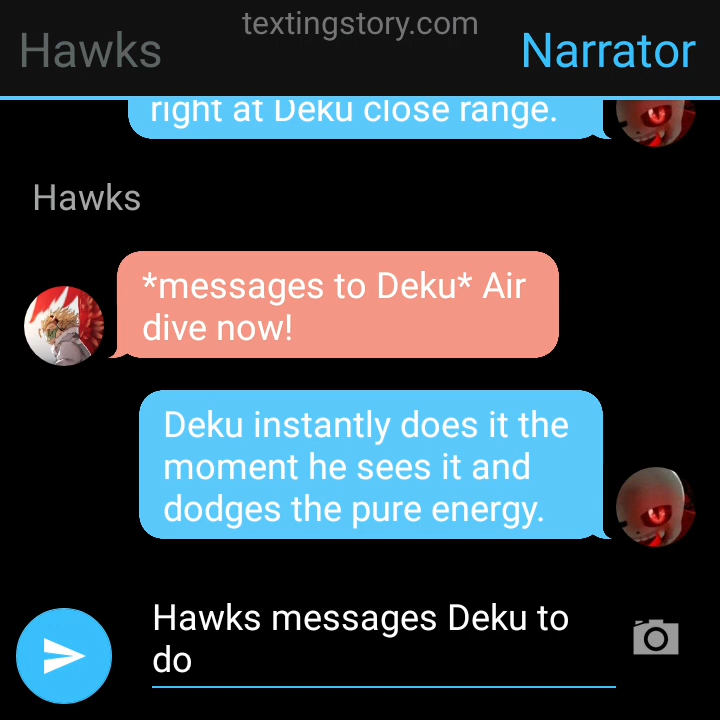 textingstory.com
Hawks
Narrator
right at Deku close range.
Hawks
*messages to Deku* Air
dive now!
Deku instantly does it the
moment he sees it and
dodges the pure energy.
Hawks messages Deku to
do